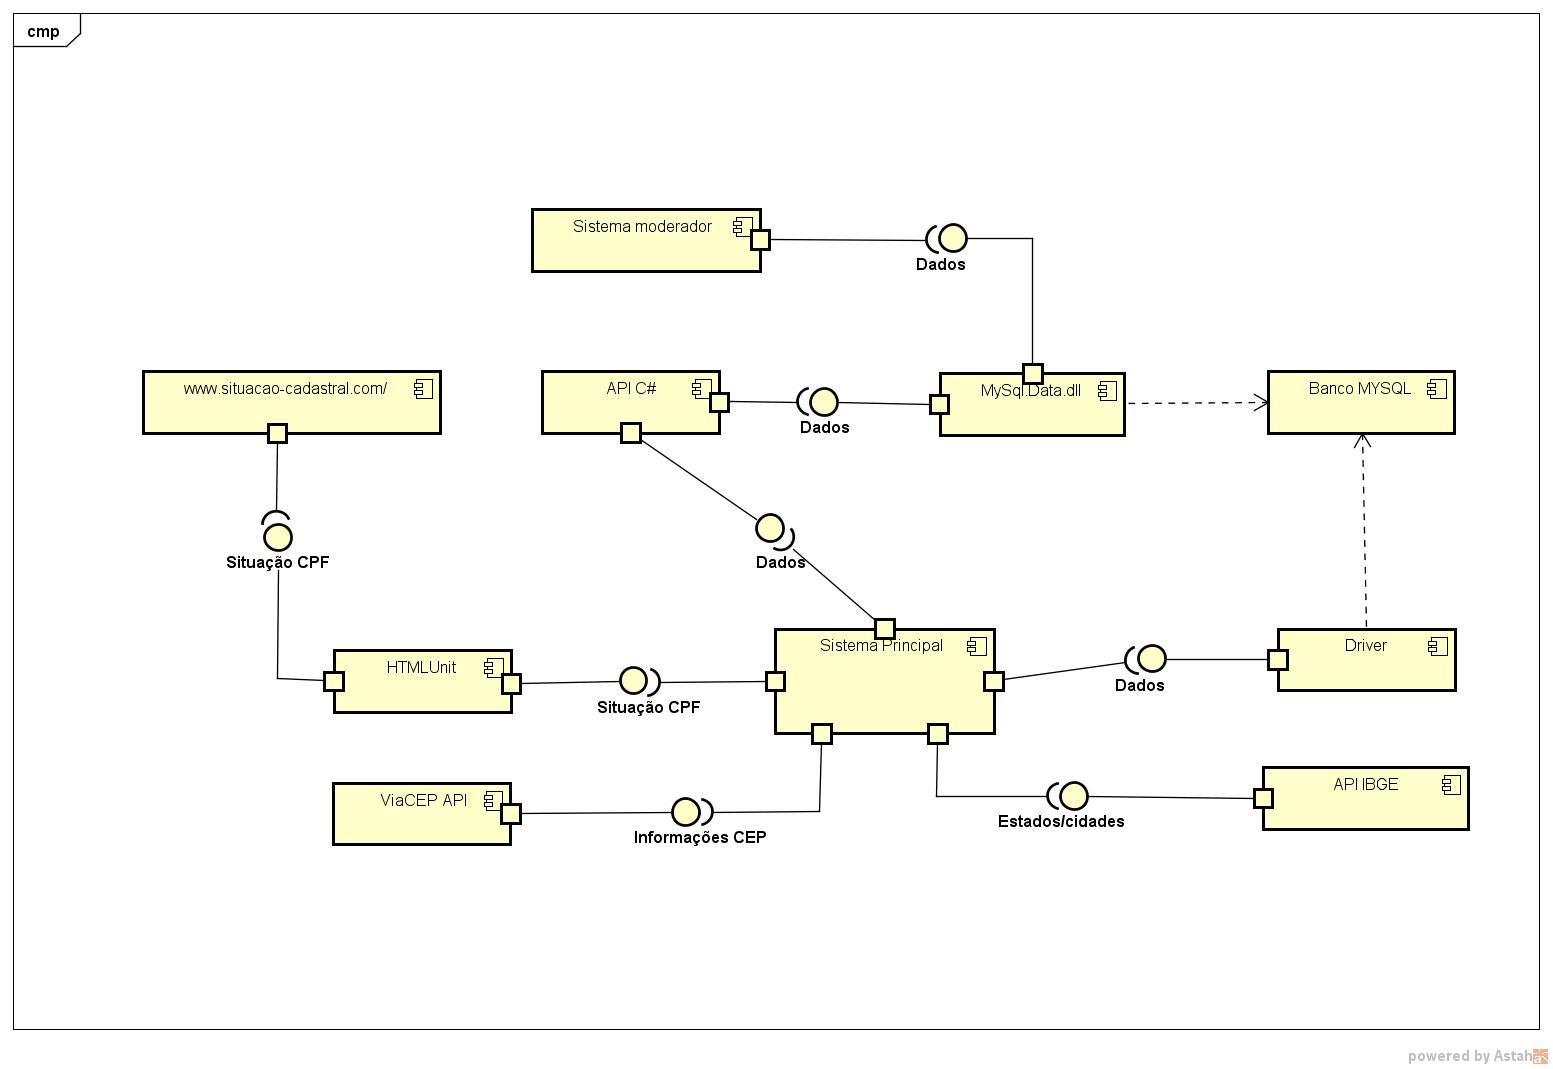 cmp
Sistema moderador
Dados
www.situacao-cadastral.com/
API C#
Dados
MySql.Data.dll
Banco MYSQL
Situação CPF
Dados
HTMLUnit
Situação CPF
Sistema Principal
Dados
Driver
ViaCEP API
Informações CEP
Estados/cidades
API IBGE
powered by Astah